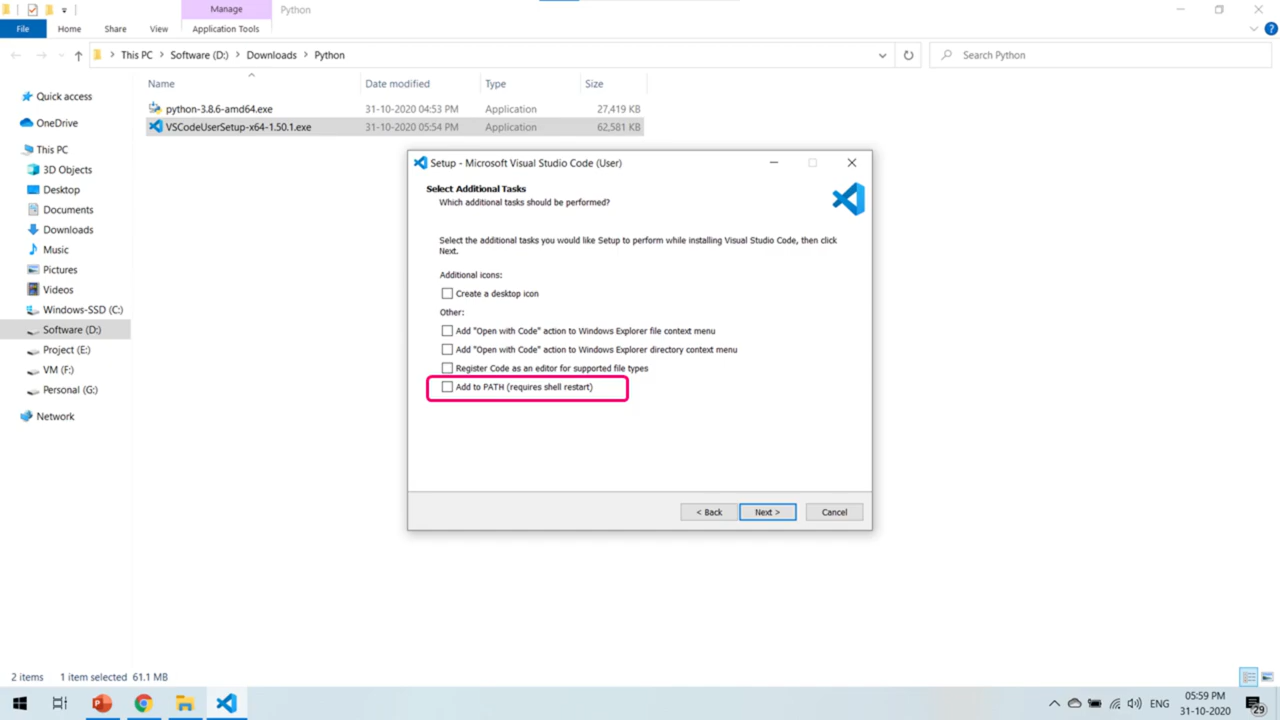 Manage
Python
File
Home
Share
View
Application Tools
This PC
Software (D:)
Downloads
Python
Search Python
Name
Date modified
Type
Size
python-3.8.6-amd64.exe
31-10-2020 04:53 PM
Application
27,419 KB
VSCodeUserSetup-x64-1.50.1.exe
31-10-2020 05:54 PM
Application
62,581 KB
Quick access
OneDrive
This PC
3D Objects
Desktop
Documents
Downloads
Music
Pictures
Videos
Windows-SSD (C:)
Software (D:)
Project (E:)
VM (F:)
Personal (G:)
Network
Setup - Microsoft Visual Studio Code (User)
Select Additional Tasks
Which additional tasks should be performed?
Select the additional tasks you would like Setup to perform while installing Visual Studio Code, then click
Next.
Additional icons:
Create a desktop icon
Other:
Add "Open with Code" action to Windows Explorer file context menu
Add "Open with Code" action to Windows Explorer directory context menu
Register Code as an editor for supported file types
Add to PATH (requires shell restart)
< Back
Next >
Cancel
2 items
1 item selected 61.1 MB
ENG
05:59 PM
31-10-2020
29